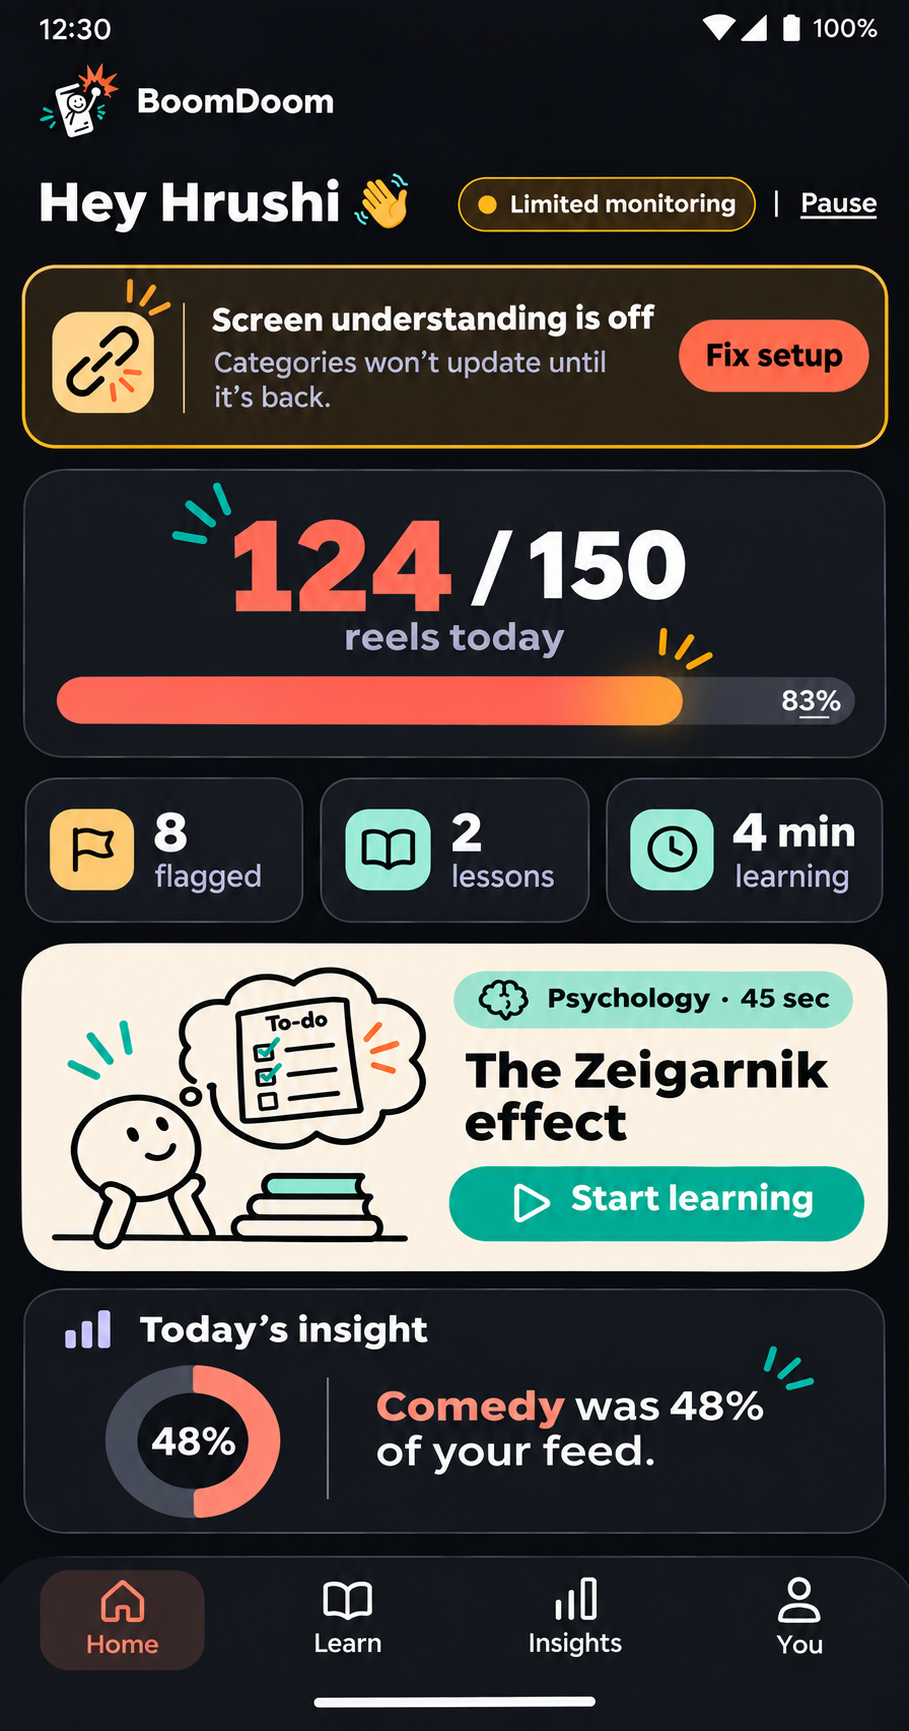 12:30
100%
BoomDoom
Hey Hrushi 👋
Limited monitoring | Pause
Screen understanding is off
Categories won’t update until
it’s back.
Fix setup
124 / 150
reels today
83%
8
flagged
2
lessons
4 min
learning
To-do
Psychology · 45 sec
The Zeigarnik
effect
Start learning
Today’s insight
48%
Comedy was 48%
of your feed.
Home
Learn
Insights
You